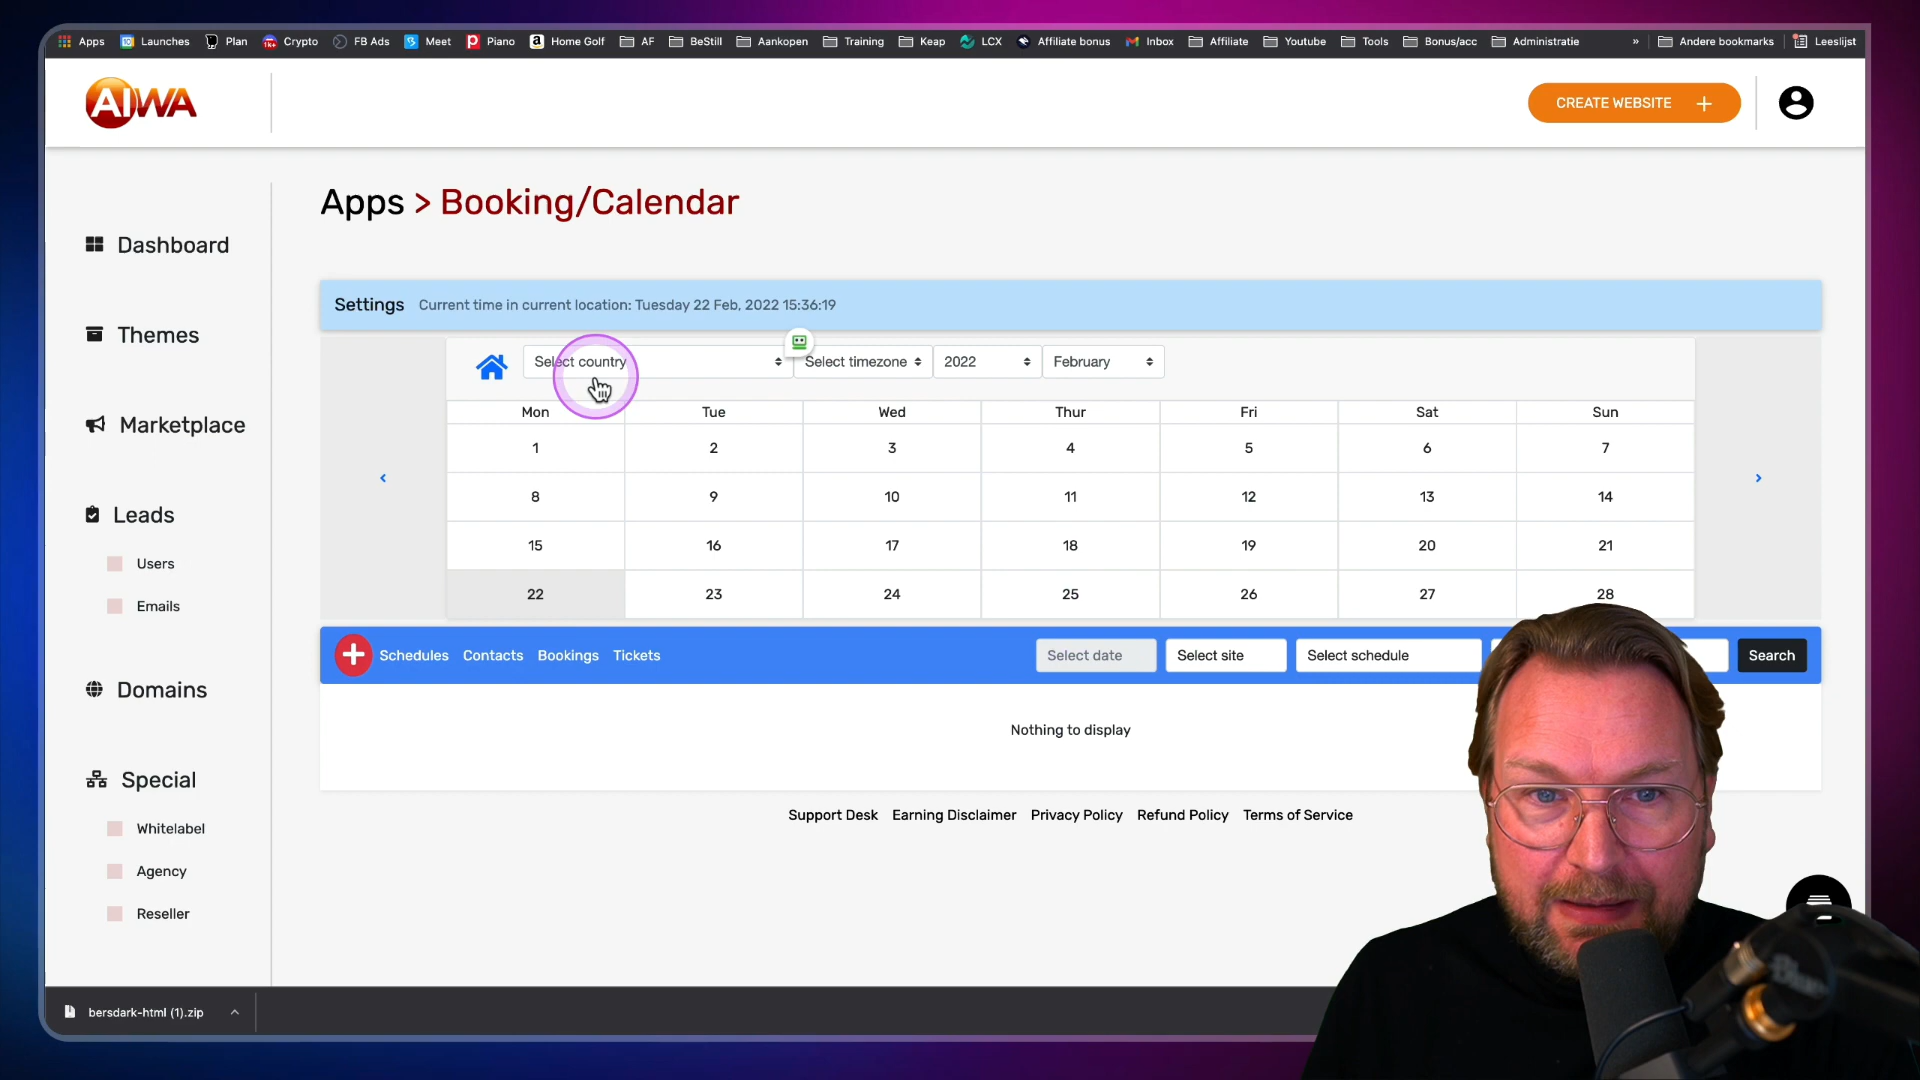 Apps Launches Plan Crypto FB Ads Meet Piano Home Golf AF BeStill Aankopen Training Keap LCX Affiliate bonus Inbox Affiliate Youtube Tools Bonus/acc Administratie » Andere bookmarks Leeslijst
AIWA
CREATE WEBSITE +
Apps > Booking/Calendar
Dashboard
Themes
Marketplace
Leads
Users
Emails
Domains
Special
Whitelabel
Agency
Reseller
Settings Current time in current location: Tuesday 22 Feb, 2022 15:36:19
Select country Select timezone 2022 February
Mon Tue Wed Thur Fri Sat Sun
1 2 3 4 5 6 7
8 9 10 11 12 13 14
15 16 17 18 19 20 21
22 23 24 25 26 27 28
Schedules Contacts Bookings Tickets Select date Select site Select schedule Search
Nothing to display
Support Desk Earning Disclaimer Privacy Policy Refund Policy Terms of Service
bersdark-html (1).zip